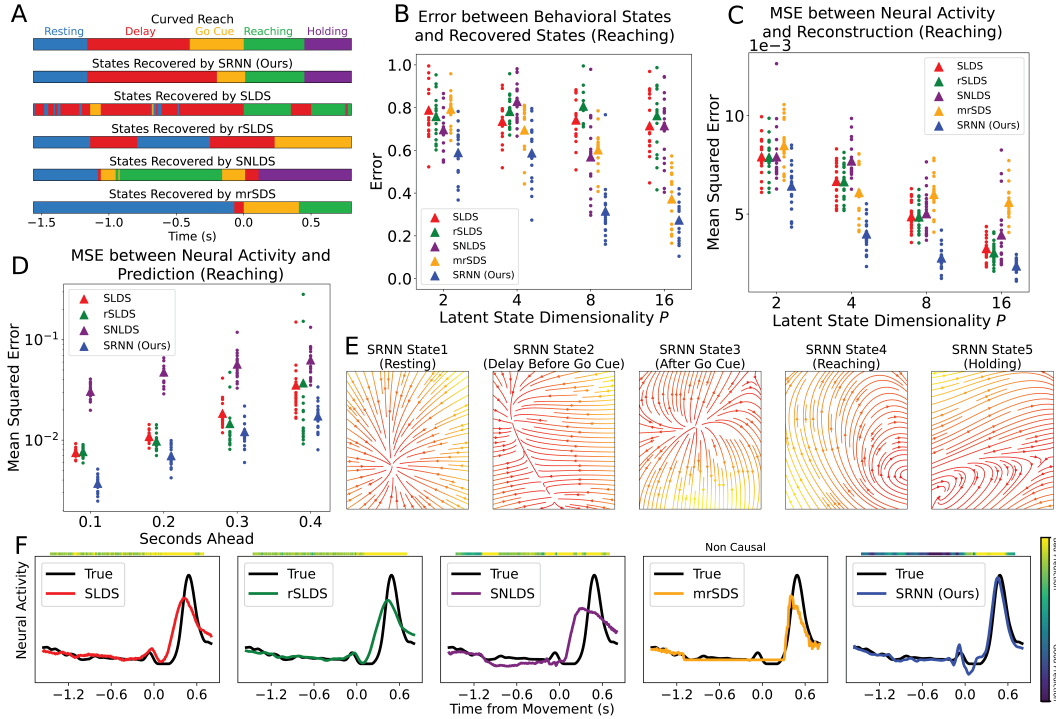 A
Curved Reach
Resting Delay Go Cue Reaching Holding
States Recovered by SRNN (Ours)
States Recovered by SLDS
States Recovered by rSLDS
States Recovered by SNLDS
States Recovered by mrSDS
−1.5 −1.0 −0.5 0.0 0.5
Time (s)
B
Error between Behavioral States
and Recovered States (Reaching)
Error
1.0
0.8
0.6
0.4
0.2
0.0
SLDS
rSLDS
SNLDS
mrSDS
SRNN (Ours)
2 4 8 16
Latent State Dimensionality P
C
MSE between Neural Activity
and Reconstruction (Reaching)
1e−3
Mean Squared Error
10
5
SLDS
rSLDS
SNLDS
mrSDS
SRNN (Ours)
2 4 8 16
Latent State Dimensionality P
D
MSE between Neural Activity and
Prediction (Reaching)
Mean Squared Error
10−1
10−2
SLDS
rSLDS
SNLDS
SRNN (Ours)
0.1 0.2 0.3 0.4
Seconds Ahead
E
SRNN State1
(Resting)
SRNN State2
(Delay Before Go Cue)
SRNN State3
(After Go Cue)
SRNN State4
(Reaching)
SRNN State5
(Holding)
F
Neural Activity
True
SLDS
−1.2 −0.6 0.0 0.6
True
rSLDS
−1.2 −0.6 0.0 0.6
True
SNLDS
−1.2 −0.6 0.0 0.6
Non Causal
True
mrSDS
−1.2 −0.6 0.0 0.6
True
SRNN (Ours)
−1.2 −0.6 0.0 0.6
Time from Movement (s)